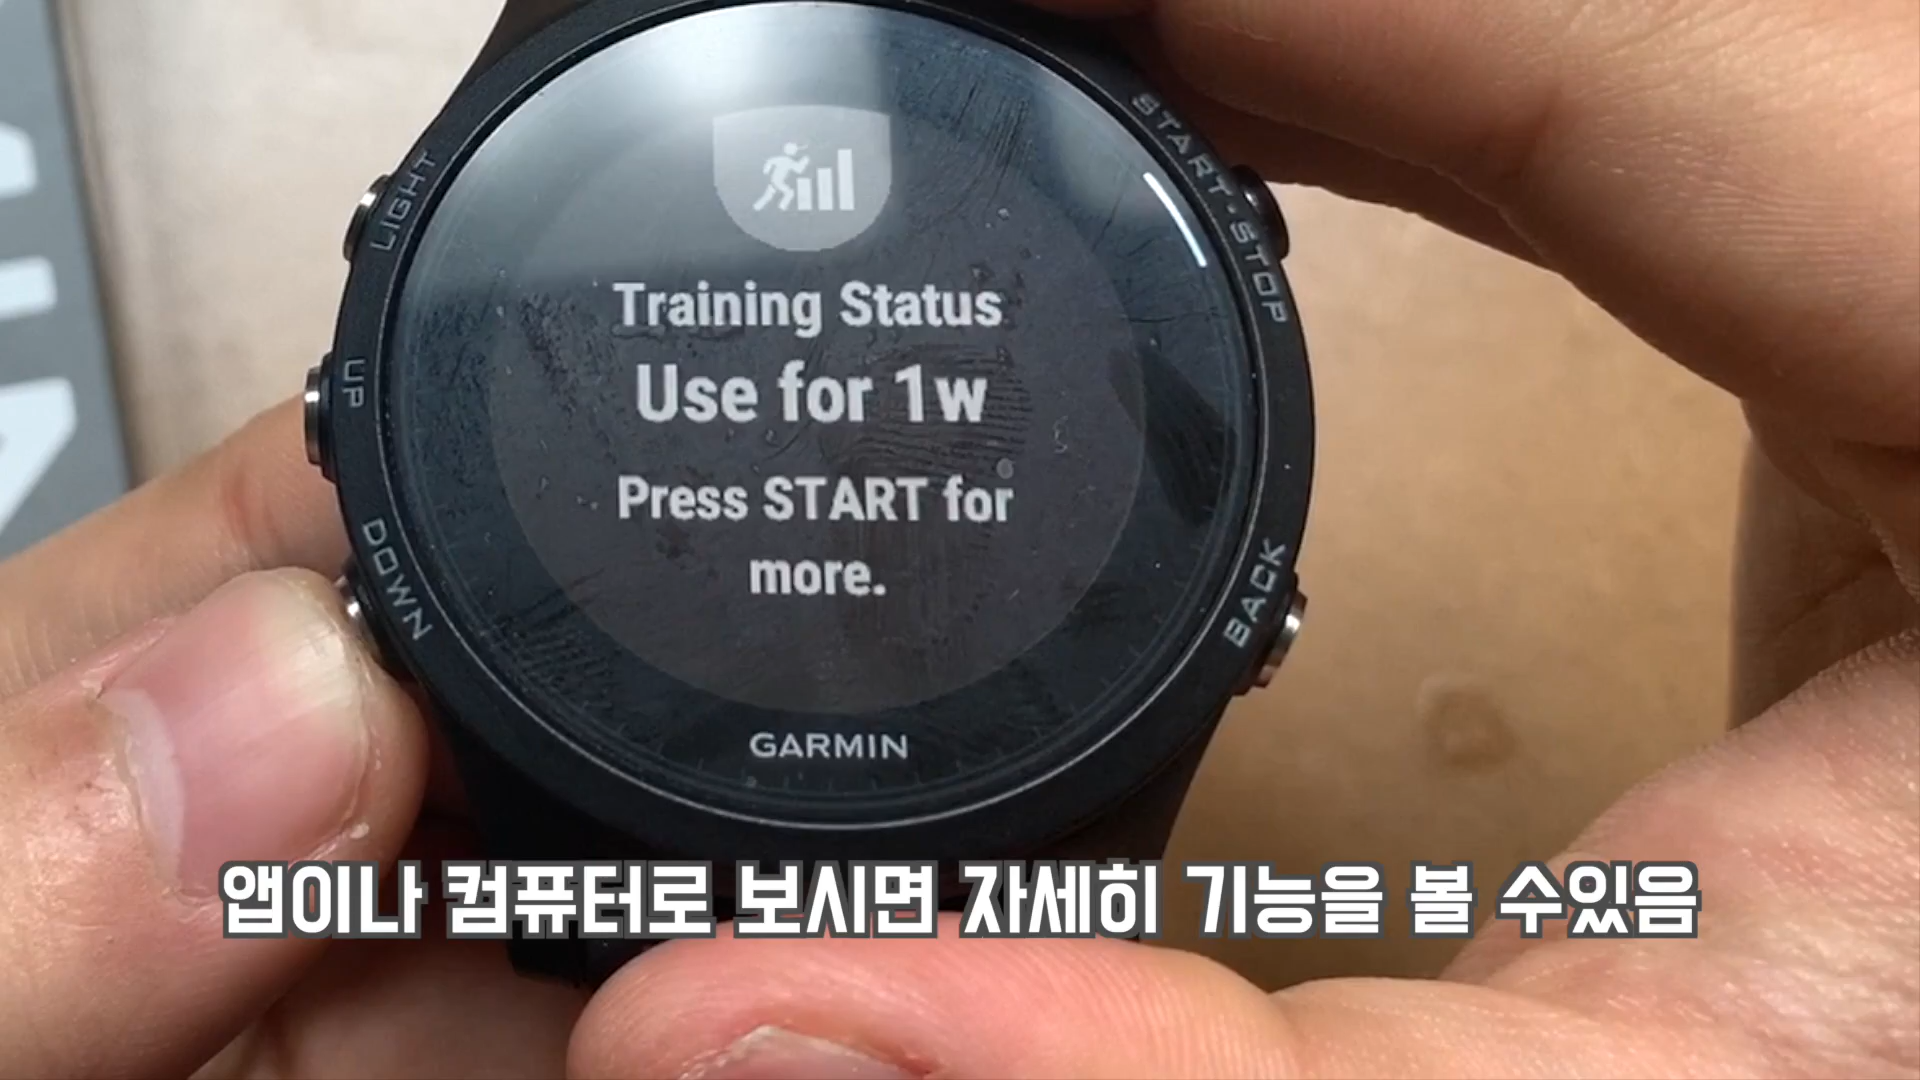 LIGHT
START·STOP
Training Status
Use for 1w
UP
Press START for
more.
DOWN
BACK
GARMIN
앱이나 컴퓨터로 보시면 자세히 기능을 볼 수있음